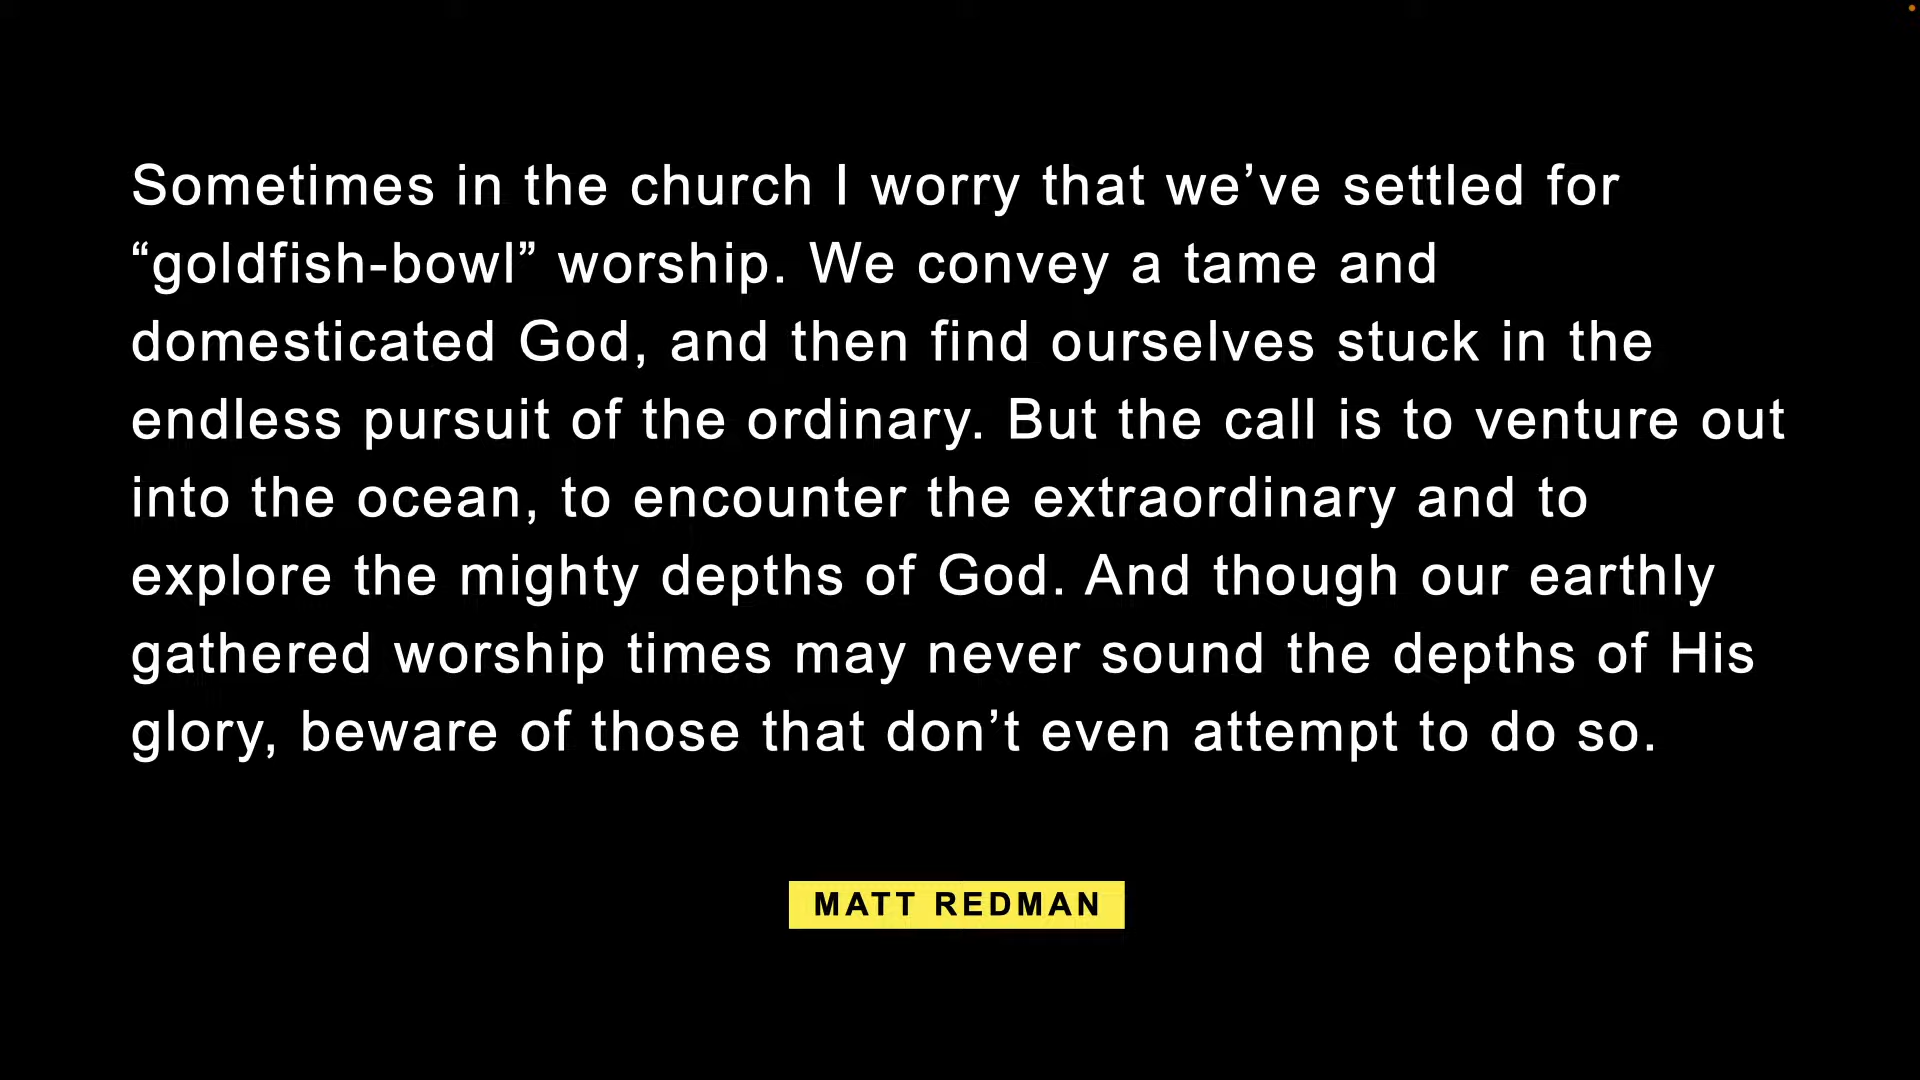 Sometimes in the church I worry that we’ve settled for
“goldfish-bowl” worship. We convey a tame and
domesticated God, and then find ourselves stuck in the
endless pursuit of the ordinary. But the call is to venture out
into the ocean, to encounter the extraordinary and to
explore the mighty depths of God. And though our earthly
gathered worship times may never sound the depths of His
glory, beware of those that don’t even attempt to do so.
MATT REDMAN